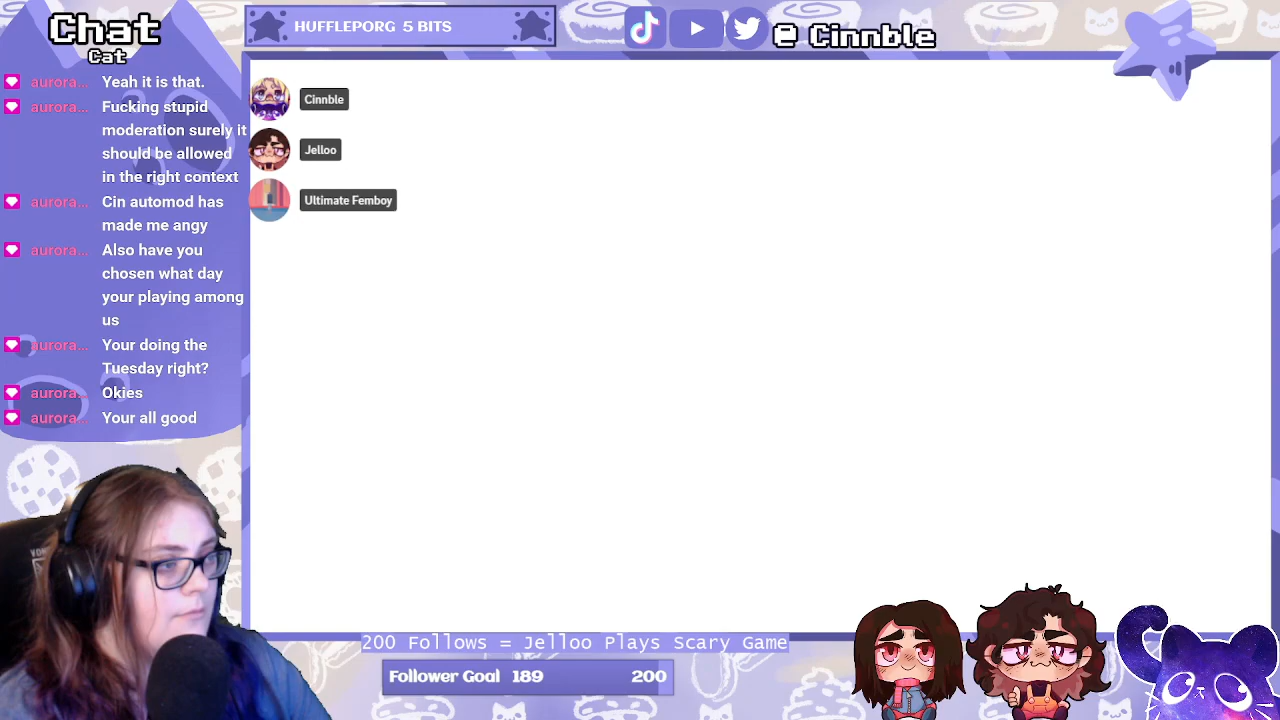 Chat
Cat
HUFFLEPORG 5 BITS
@ Cinnble
aurora... Yeah it is that.
aurora... Fucking stupid
moderation surely it
should be allowed
in the right context
aurora... Cin automod has
made me angy
aurora... Also have you
chosen what day
your playing among
us
aurora... Your doing the
Tuesday right?
aurora... Okies
aurora... Your all good
Cinnble
Jelloo
Ultimate Femboy
200 Follows = Jelloo Plays Scary Game
Follower Goal 189 200